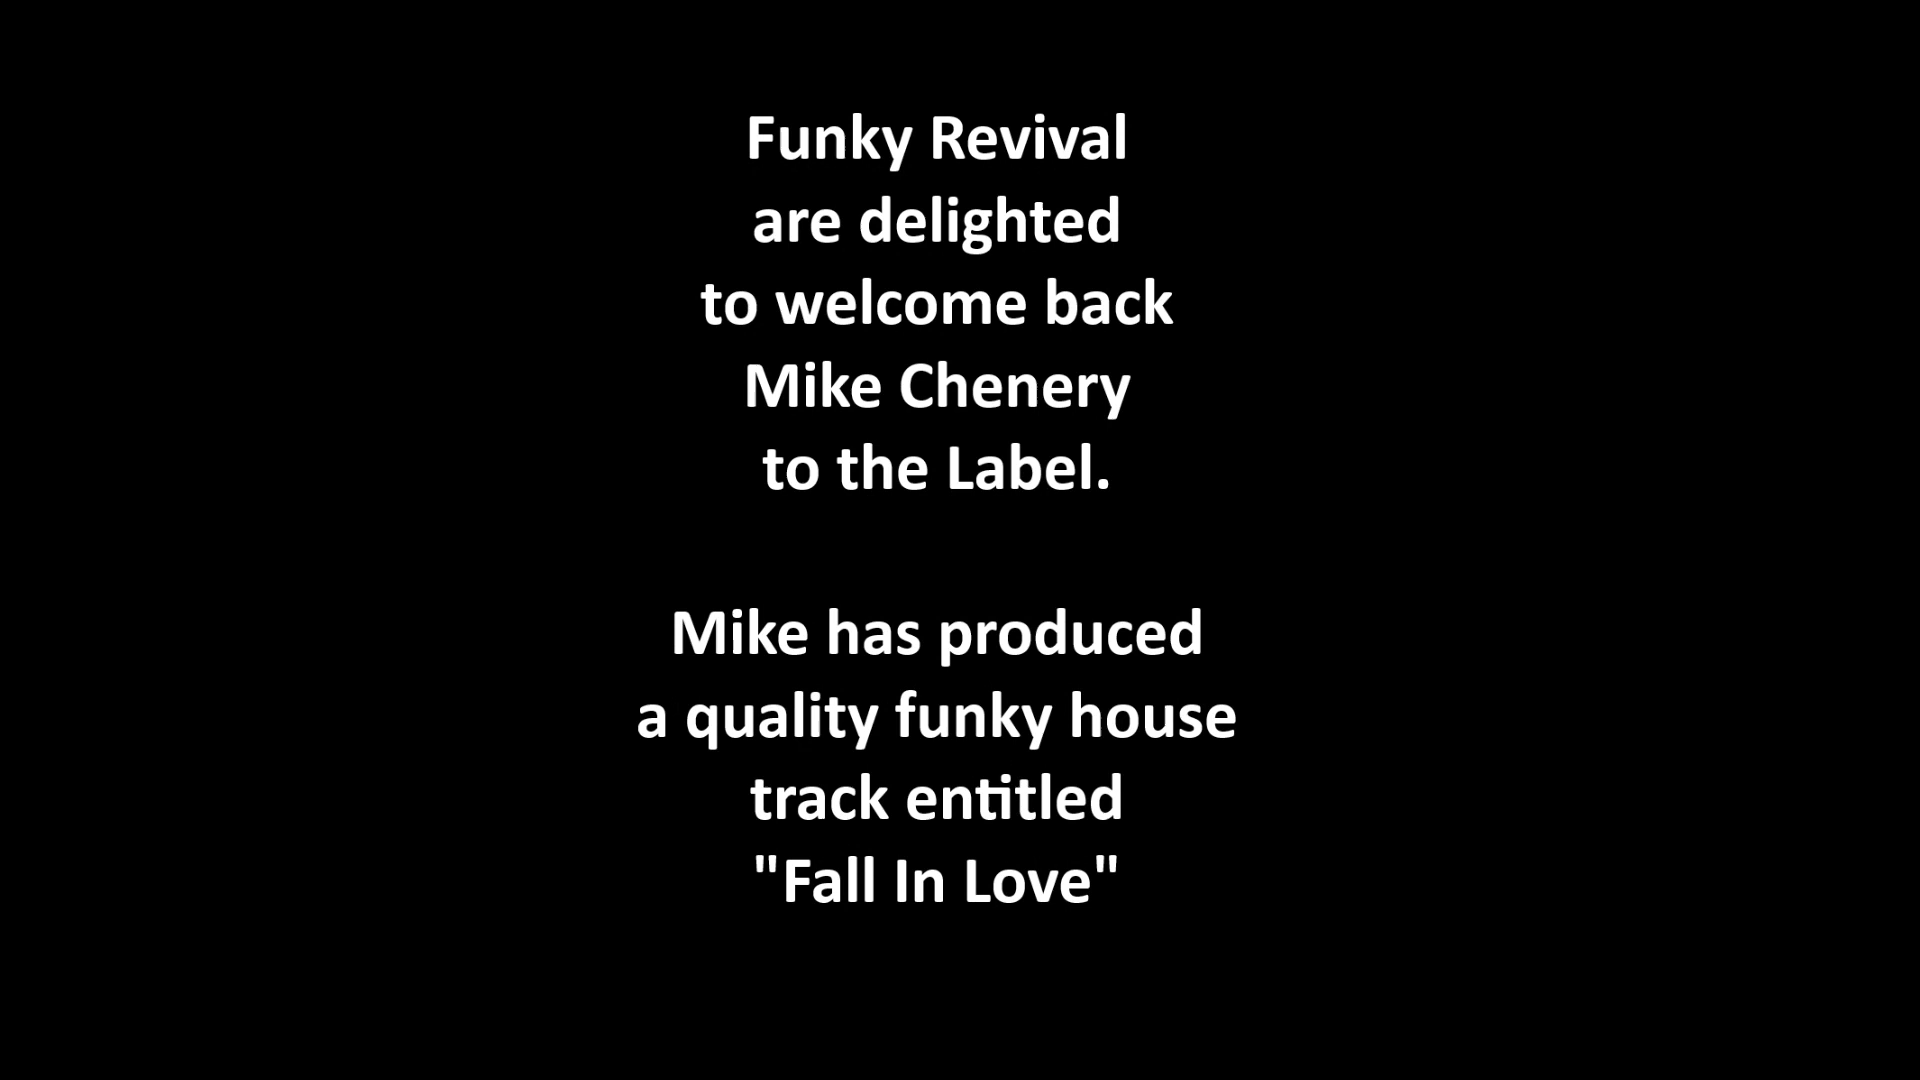 Funky Revival
are delighted
to welcome back
Mike Chenery
to the Label.
Mike has produced
a quality funky house
track entitled
"Fall In Love"